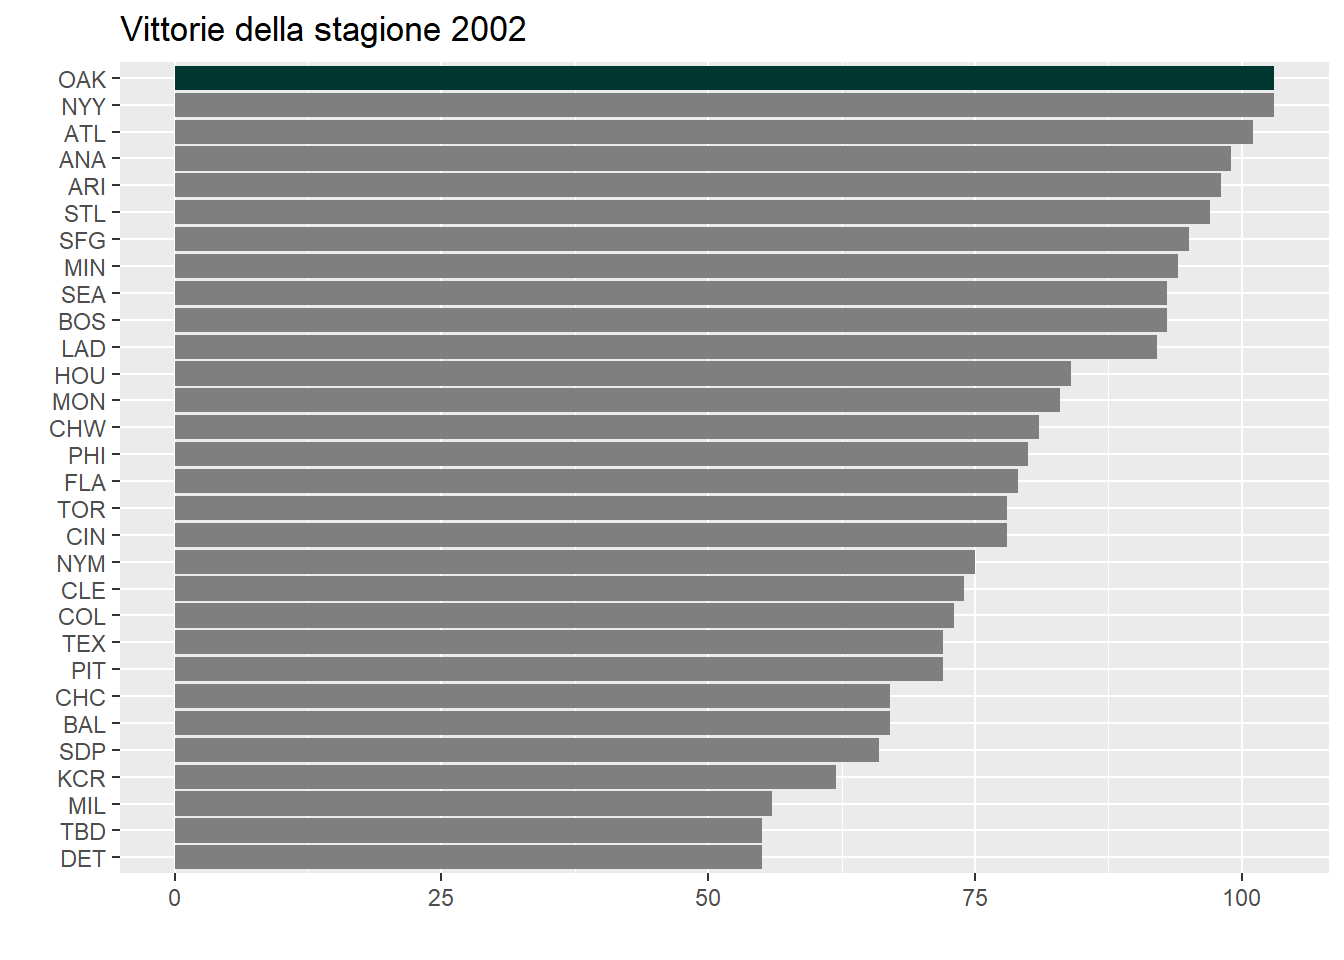 Vittorie della stagione 2002
OAK
NYY
ATL
ANA
ARI
STL
SFG
MIN
SEA
BOS
LAD
HOU
MON
CHW
PHI
FLA
TOR
CIN
NYM
CLE
COL
TEX
PIT
CHC
BAL
SDP
KCR
MIL
TBD
DET
0 25 50 75 100